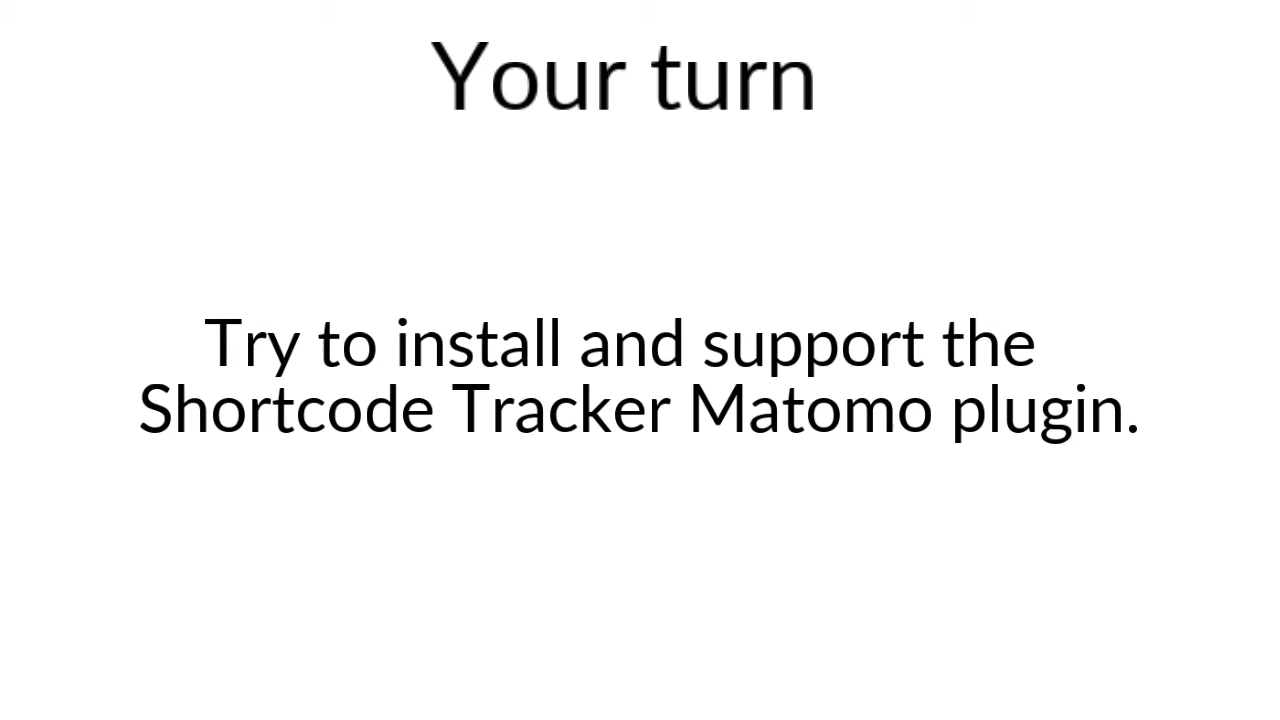 Your turn
Try to install and support the
Shortcode Tracker Matomo plugin.